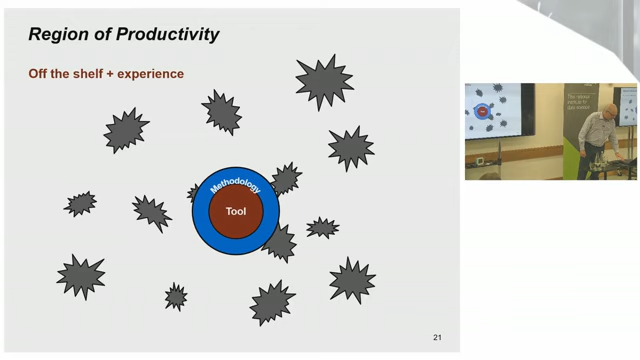 Region of Productivity
Off the shelf + experience
Methodology
Tool
21